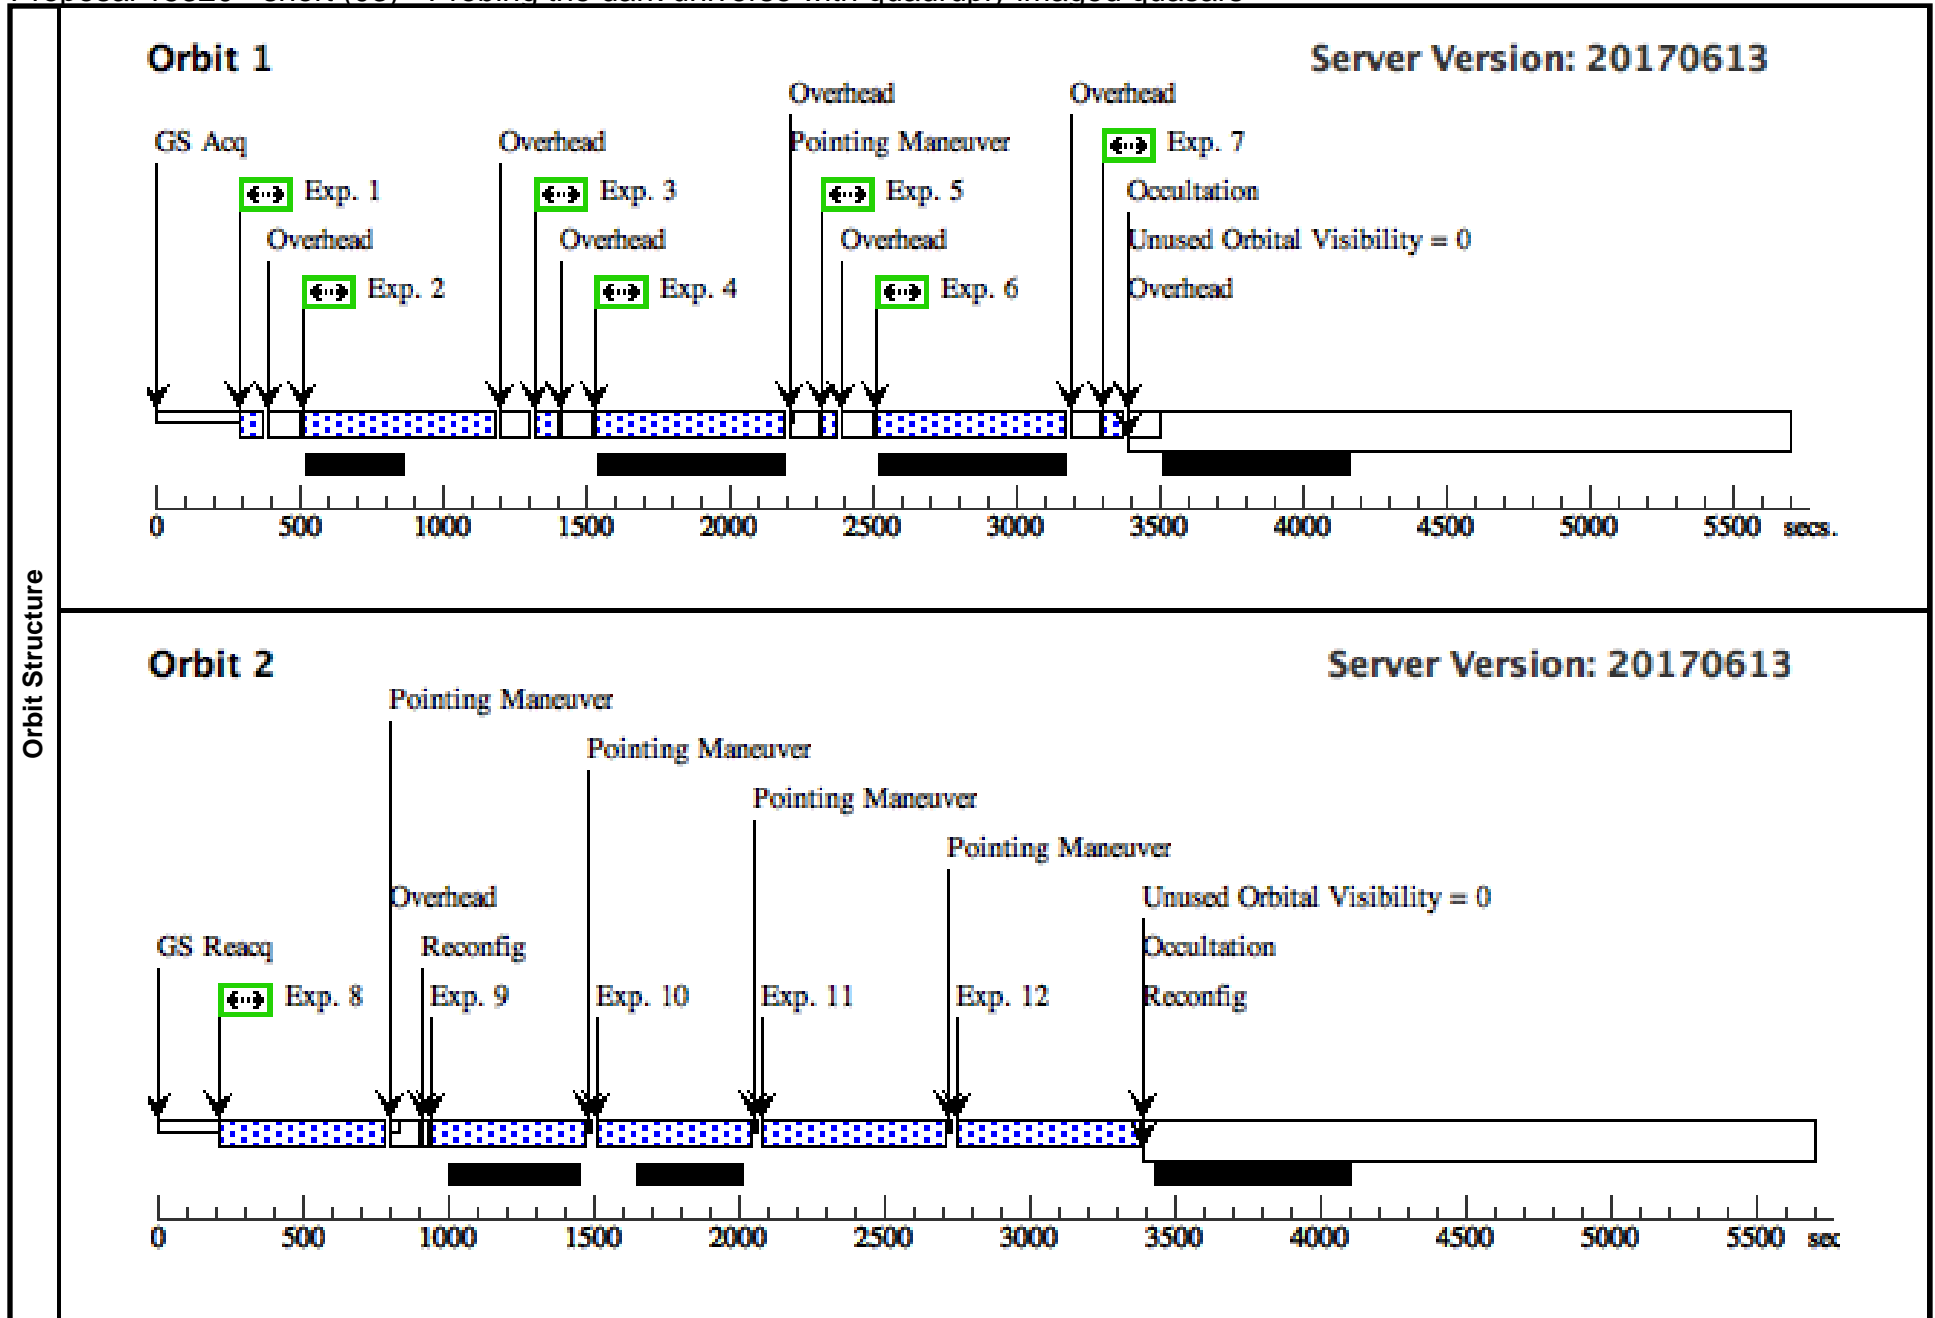 Orbit Structure
Orbit 1 Server Version: 20170613
Overhead Overhead
GS Acq Overhead Pointing Maneuver Exp. 7
Exp. 1 Exp. 3 Exp. 5 Occultation
Overhead Overhead Overhead Unused Orbital Visibility = 0
Exp. 2 Exp. 4 Exp. 6 Overhead
0 500 1000 1500 2000 2500 3000 3500 4000 4500 5000 5500 secs.
Orbit 2 Server Version: 20170613
Pointing Maneuver
Pointing Maneuver
Pointing Maneuver
Pointing Maneuver
Overhead Unused Orbital Visibility = 0
GS Reacq Reconfig Occultation
Exp. 8 Exp. 9 Exp. 10 Exp. 11 Exp. 12 Reconfig
0 500 1000 1500 2000 2500 3000 3500 4000 4500 5000 5500 sec